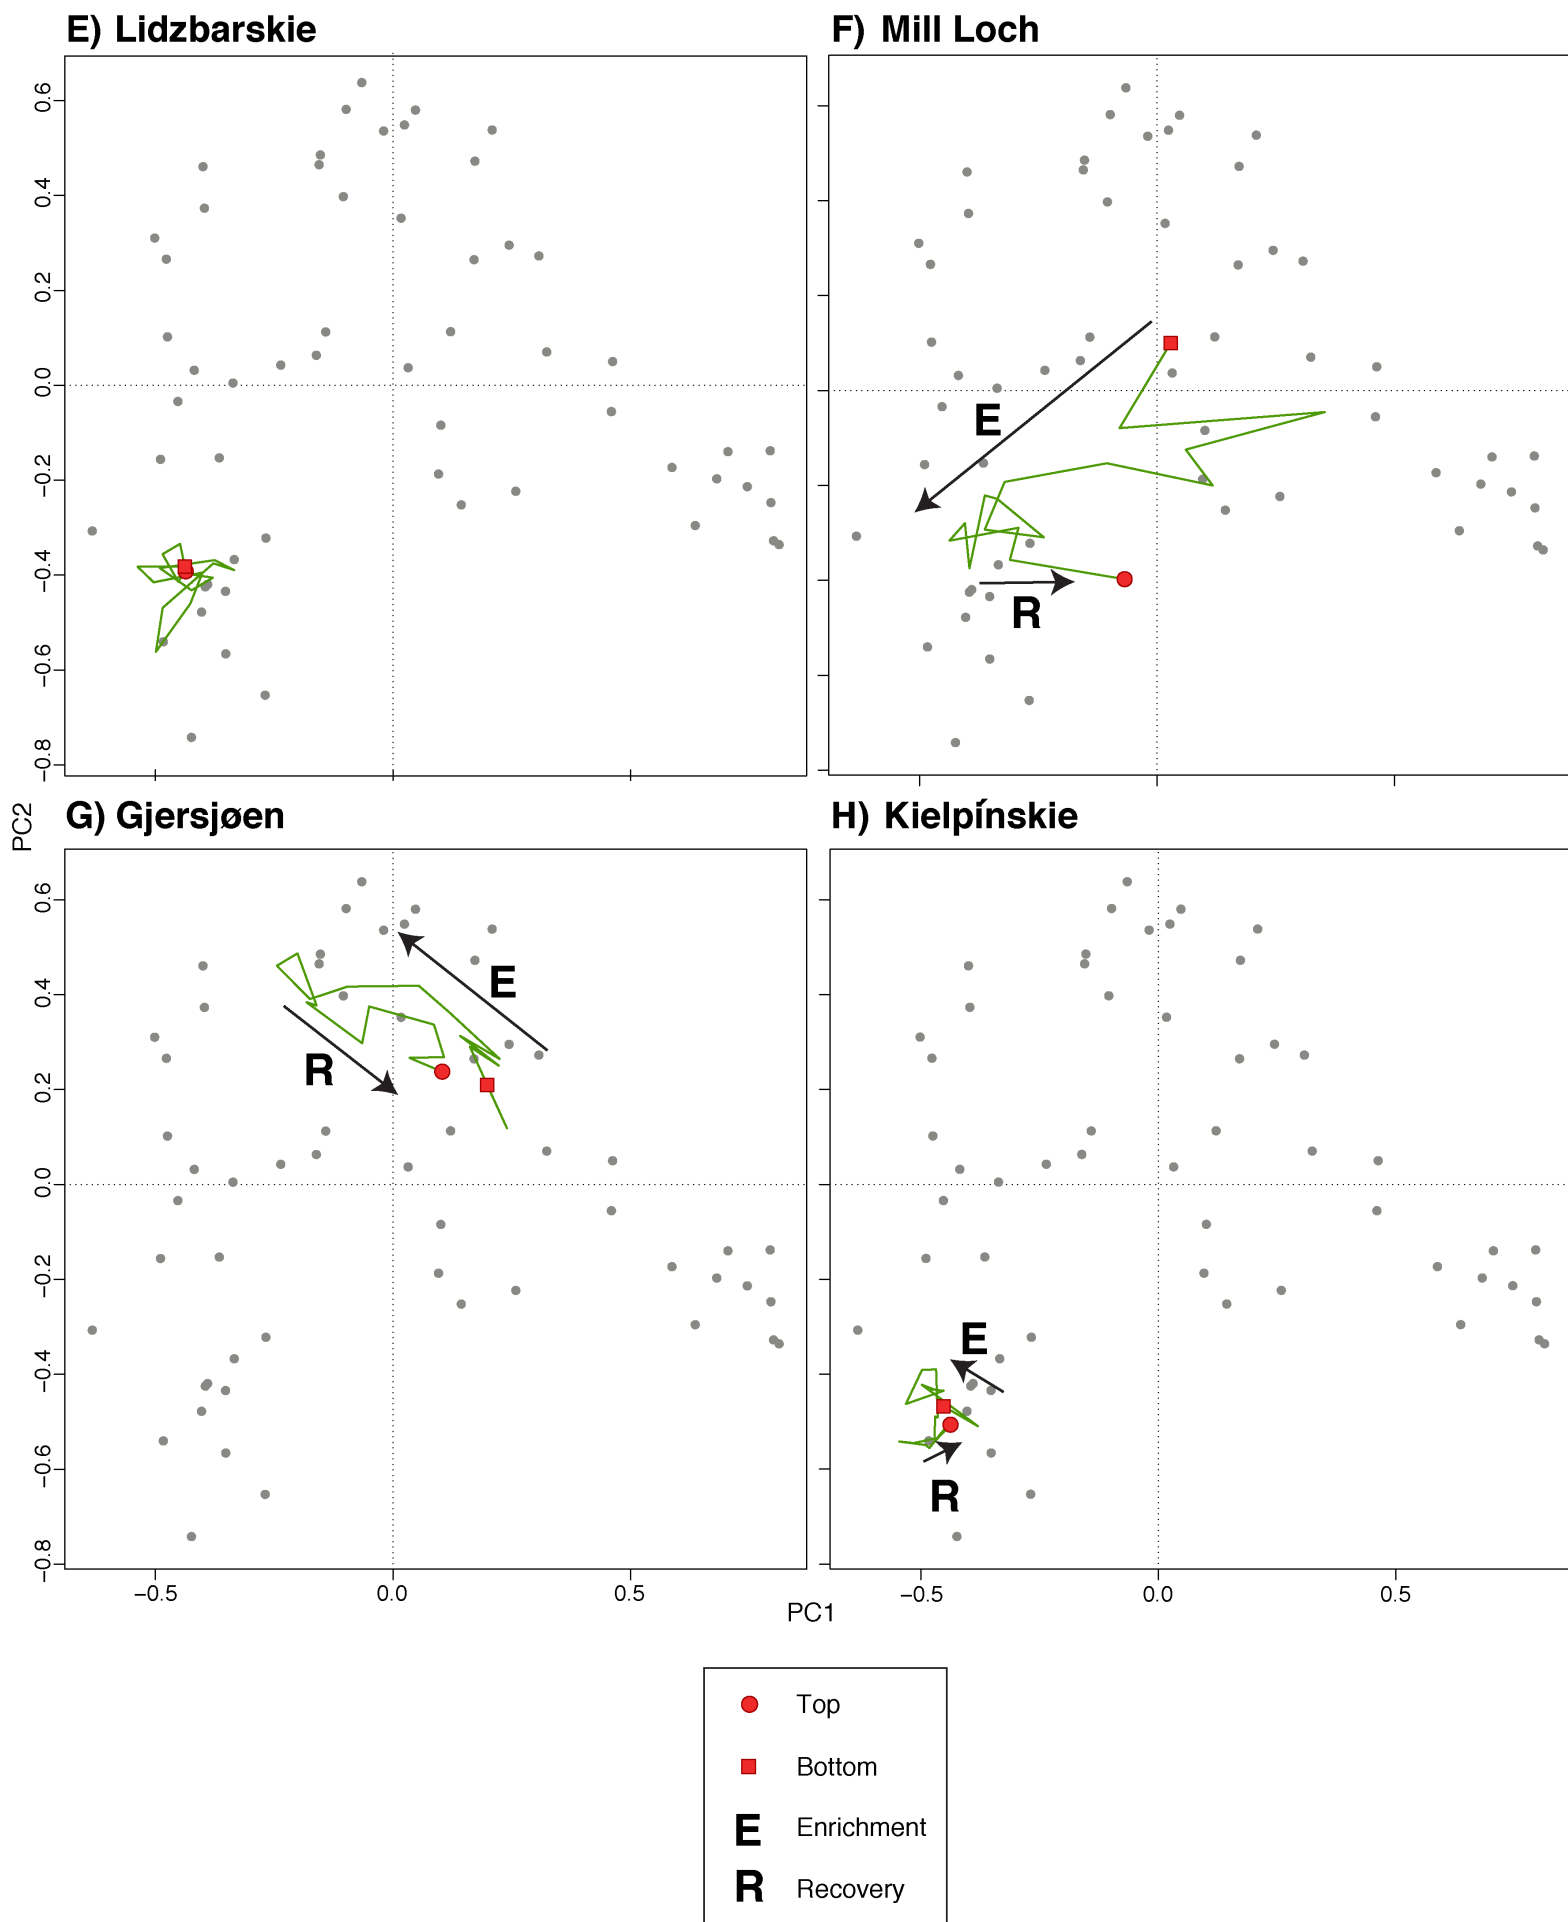 E) Lidzbarskie
F) Mill Loch
0.6
0.4
0.2
0.0
−0.2
−0.4
−0.6
−0.8
E
R
PC2
G) Gjersjøen
H) Kielpínskie
0.6
0.4
0.2
0.0
−0.2
−0.4
−0.6
−0.8
E
R
E
R
−0.5
0.0
0.5
−0.5
0.0
0.5
PC1
Top
Bottom
E Enrichment
R Recovery